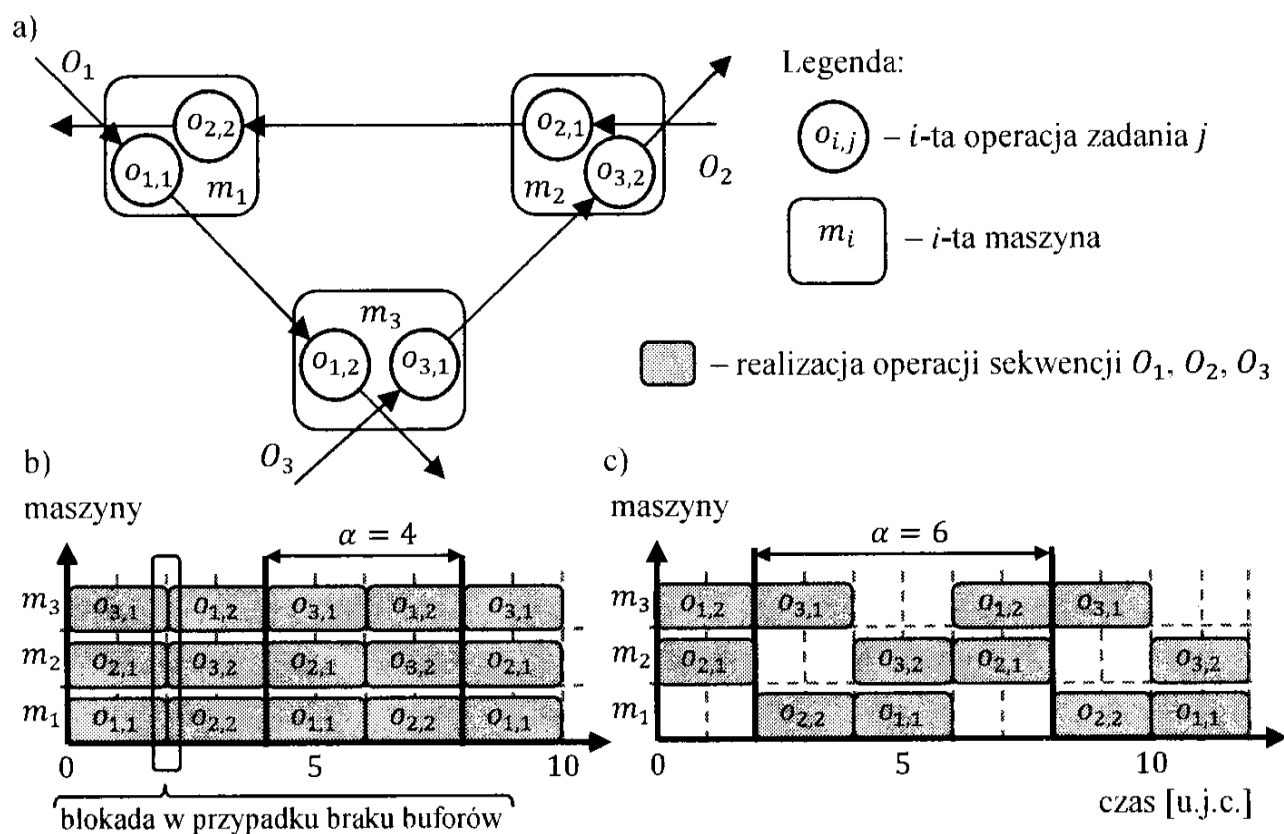 a)
O₁
o₂,₂
o₁,₁
m₁
o₂,₁
o₃,₂
m₂
O₂
m₃
o₁,₂
o₃,₁
O₃
Legenda:
oᵢ,ⱼ – i-ta operacja zadania j
mᵢ – i-ta maszyna
– realizacja operacji sekwencji O₁, O₂, O₃
b)
maszyny
α = 4
m₃ o₃,₁ o₁,₂ o₃,₁ o₁,₂ o₃,₁
m₂ o₂,₁ o₃,₂ o₂,₁ o₃,₂ o₂,₁
m₁ o₁,₁ o₂,₂ o₁,₁ o₂,₂ o₁,₁
0 5 10
blokada w przypadku braku buforów
c)
maszyny
α = 6
m₃ o₁,₂ o₃,₁ o₁,₂ o₃,₁
m₂ o₂,₁ o₃,₂ o₂,₁ o₃,₂
m₁ o₂,₂ o₁,₁ o₂,₂ o₁,₁
0 5 10
czas [u.j.c.]